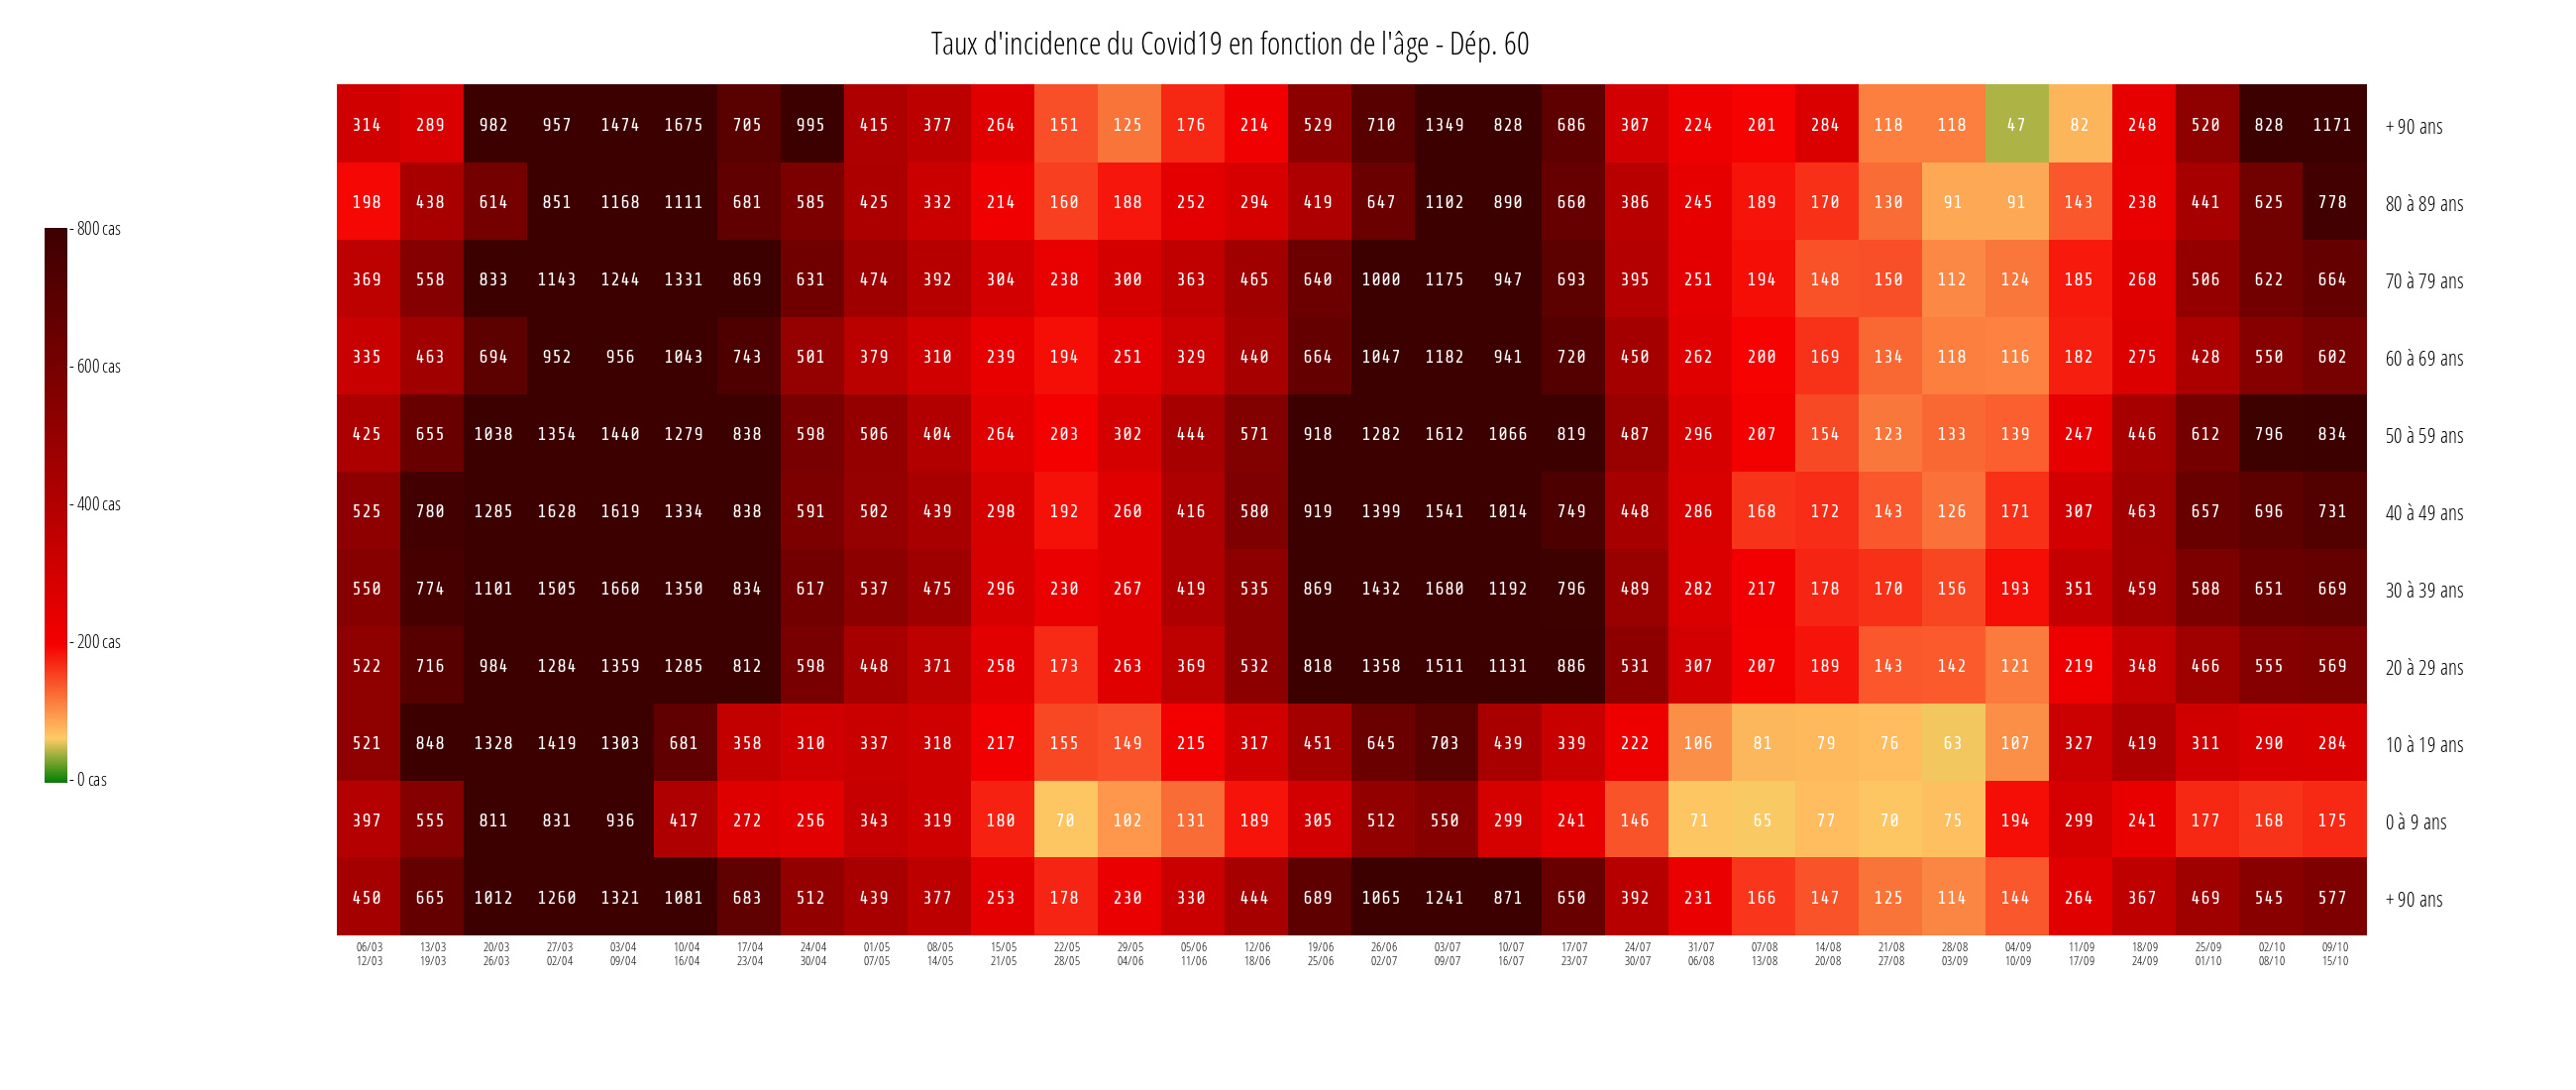 Taux d'incidence du Covid19 en fonction de l'âge - Dép. 60
314 289 982 957 1474 1675 705 995 415 377 264 151 125 176 214 529 710 1349 828 686 307 224 201 284 118 118 47 82 248 520 828 1171 + 90 ans
198 438 614 851 1168 1111 681 585 425 332 214 160 188 252 294 419 647 1102 890 660 386 245 189 170 130 91 91 143 238 441 625 778 80 à 89 ans
369 558 833 1143 1244 1331 869 631 474 392 304 238 300 363 465 640 1000 1175 947 693 395 251 194 148 150 112 124 185 268 506 622 664 70 à 79 ans
335 463 694 952 956 1043 743 501 379 310 239 194 251 329 440 664 1047 1182 941 720 450 262 200 169 134 118 116 182 275 428 550 602 60 à 69 ans
425 655 1038 1354 1440 1279 838 598 506 404 264 203 302 444 571 918 1282 1612 1066 819 487 296 207 154 123 133 139 247 446 612 796 834 50 à 59 ans
525 780 1285 1628 1619 1334 838 591 502 439 298 192 260 416 580 919 1399 1541 1014 749 448 286 168 172 143 126 171 307 463 657 696 731 40 à 49 ans
550 774 1101 1505 1660 1350 834 617 537 475 296 230 267 419 535 869 1432 1680 1192 796 489 282 217 178 170 156 193 351 459 588 651 669 30 à 39 ans
522 716 984 1284 1359 1285 812 598 448 371 258 173 263 369 532 818 1358 1511 1131 886 531 307 207 189 143 142 121 219 348 466 555 569 20 à 29 ans
521 848 1328 1419 1303 681 358 310 337 318 217 155 149 215 317 451 645 703 439 339 222 106 81 79 76 63 107 327 419 311 290 284 10 à 19 ans
397 555 811 831 936 417 272 256 343 319 180 70 102 131 189 305 512 550 299 241 146 71 65 77 70 75 194 299 241 177 168 175 0 à 9 ans
450 665 1012 1260 1321 1081 683 512 439 377 253 178 230 330 444 689 1065 1241 871 650 392 231 166 147 125 114 144 264 367 469 545 577 + 90 ans
06/03 13/03 20/03 27/03 03/04 10/04 17/04 24/04 01/05 08/05 15/05 22/05 29/05 05/06 12/06 19/06 26/06 03/07 10/07 17/07 24/07 31/07 07/08 14/08 21/08 28/08 04/09 11/09 18/09 25/09 02/10 09/10
12/03 19/03 26/03 02/04 09/04 16/04 23/04 30/04 07/05 14/05 21/05 28/05 04/06 11/06 18/06 25/06 02/07 09/07 16/07 23/07 30/07 06/08 13/08 20/08 27/08 03/09 10/09 17/09 24/09 01/10 08/10 15/10
- 800 cas
- 600 cas
- 400 cas
- 200 cas
- 0 cas